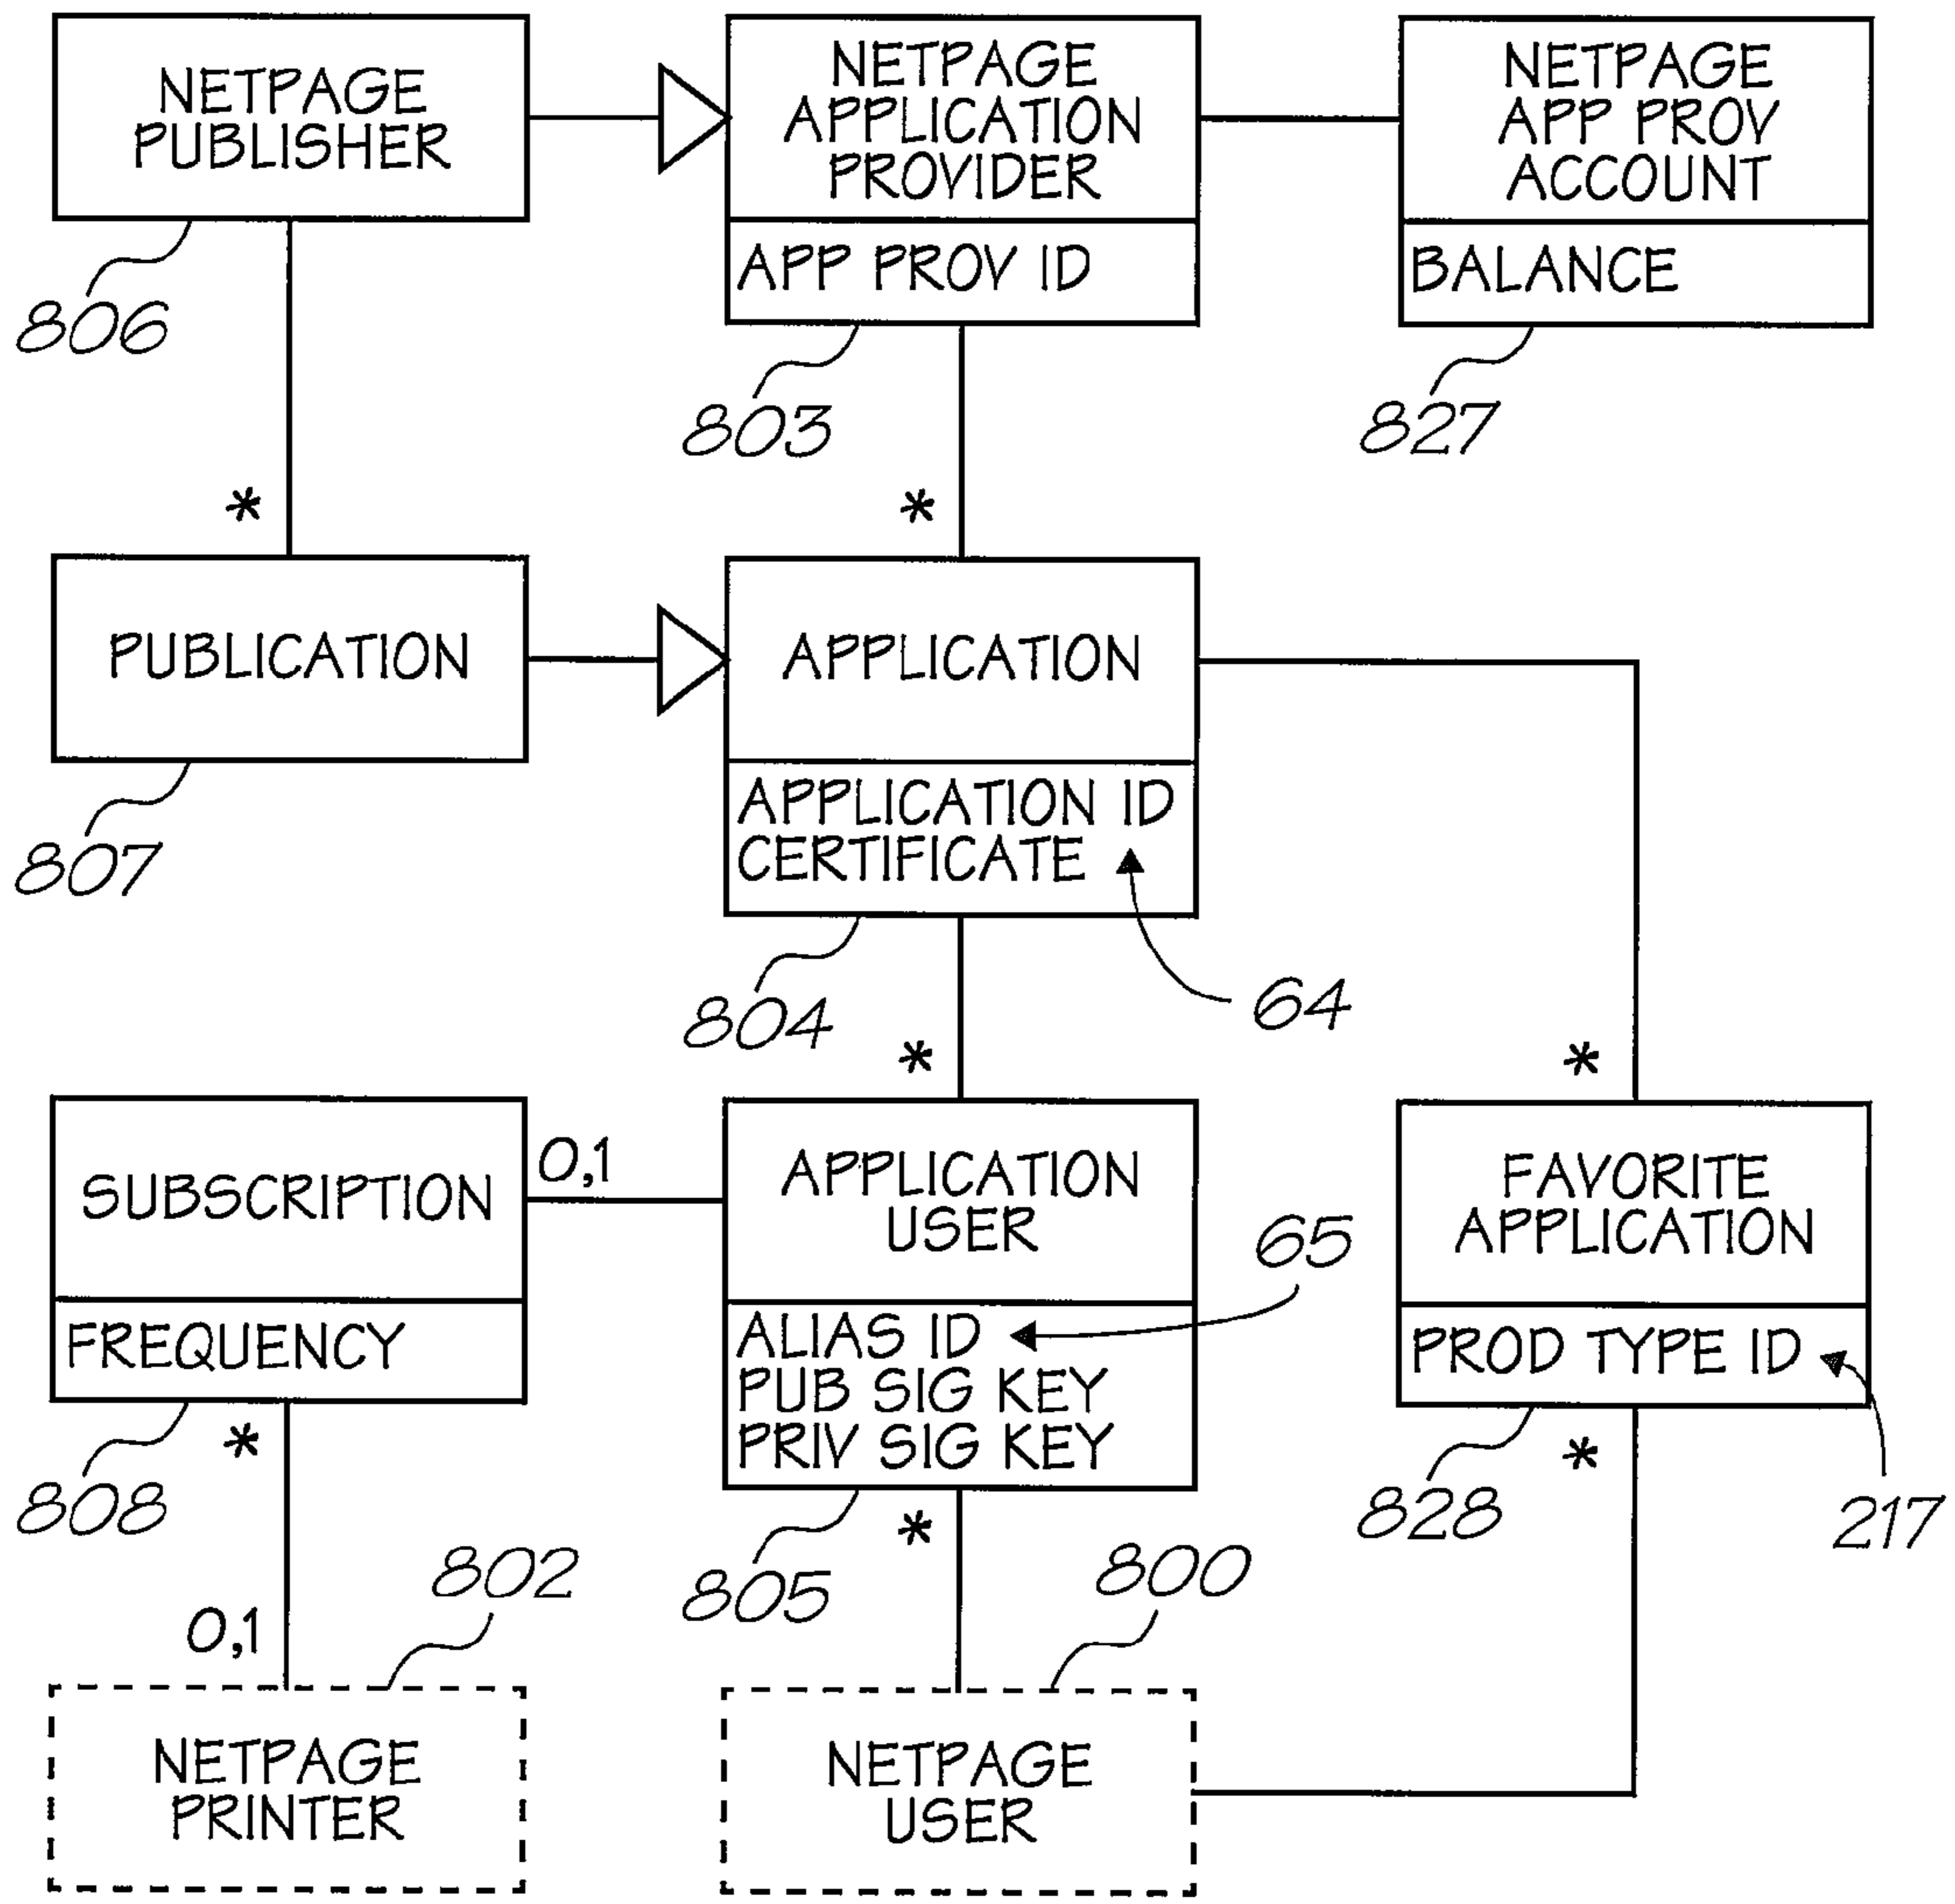 NETPAGE
PUBLISHER
806
NETPAGE
APPLICATION
PROVIDER
APP PROV ID
803
NETPAGE
APP PROV
ACCOUNT
BALANCE
827
*
*
PUBLICATION
807
APPLICATION
APPLICATION ID
CERTIFICATE
804
64
*
*
SUBSCRIPTION
FREQUENCY
808
0,1
APPLICATION
USER
ALIAS ID
PUB SIG KEY
PRIV SIG KEY
805
65
FAVORITE
APPLICATION
PROD TYPE ID
828
217
*
*
*
802
800
0,1
NETPAGE
PRINTER
NETPAGE
USER